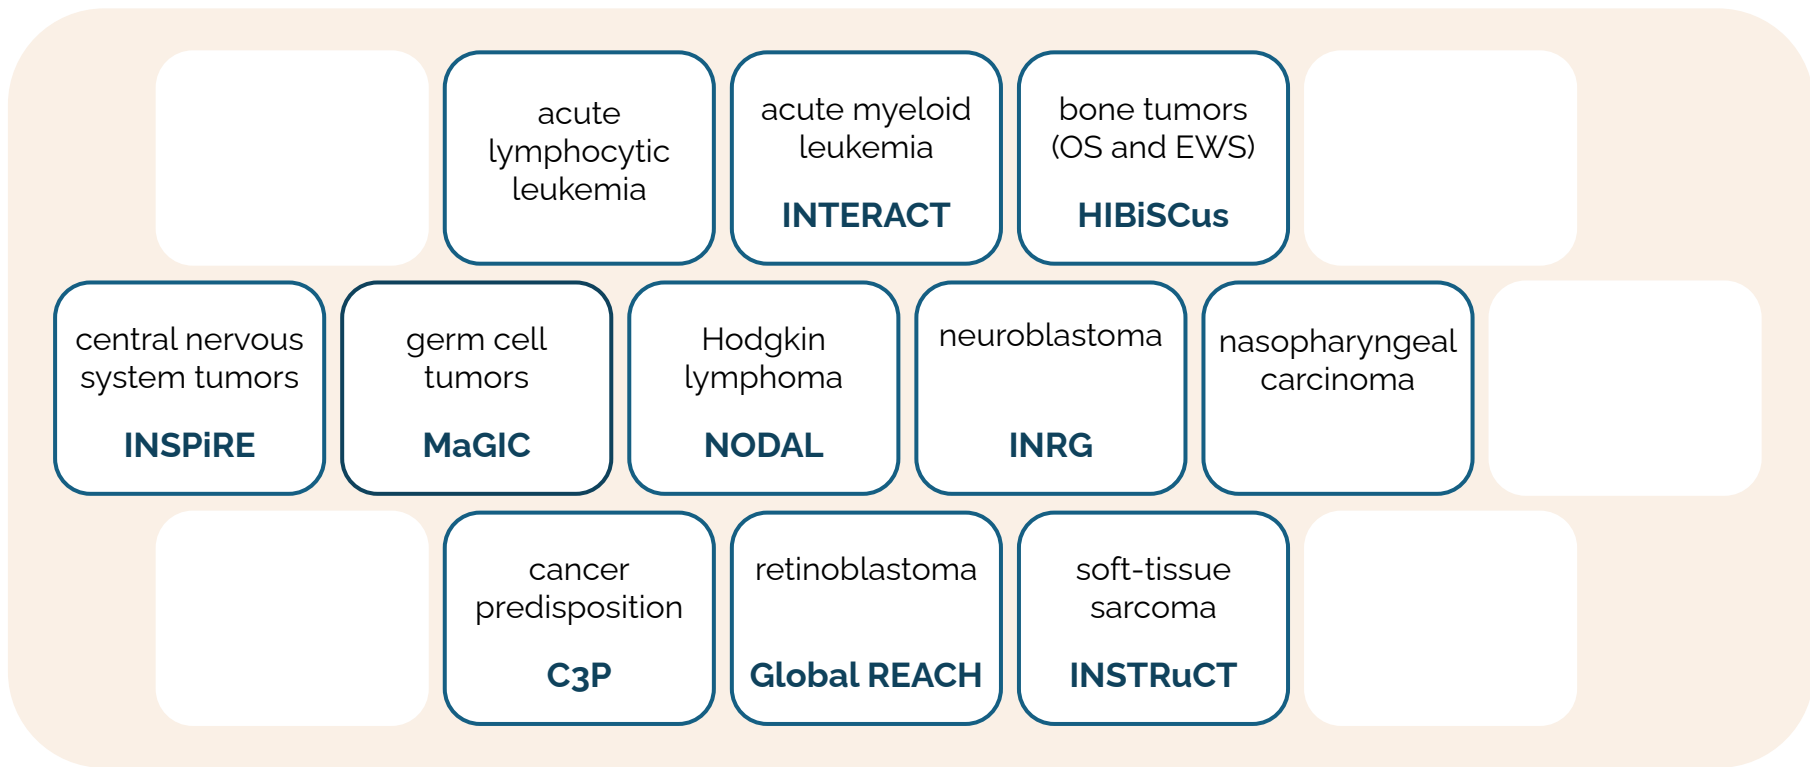 acute
lymphocytic
leukemia
acute myeloid
leukemia
INTERACT
bone tumors
(OS and EWS)
HIBiSCus
central nervous
system tumors
INSPiRE
germ cell
tumors
MaGIC
Hodgkin
lymphoma
NODAL
neuroblastoma
INRG
nasopharyngeal
carcinoma
cancer
predisposition
C3P
retinoblastoma
Global REACH
soft-tissue
sarcoma
INSTRuCT